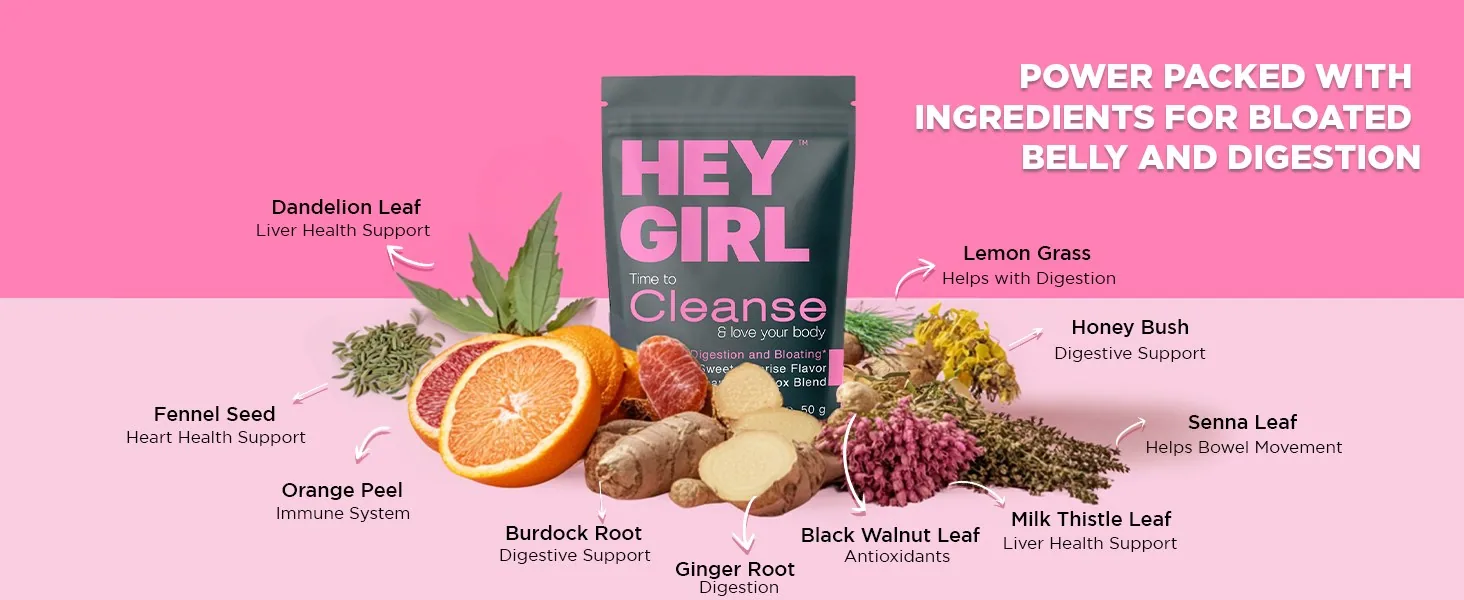 POWER PACKED WITH
INGREDIENTS FOR BLOATED
BELLY AND DIGESTION
HEY
GIRL
TM
Time to
Cleanse
& love your body
Digestion and Bloating*
Sweet
Flavor
Blend
50 g
Dandelion Leaf
Liver Health Support
Fennel Seed
Heart Health Support
Orange Peel
Immune System
Burdock Root
Digestive Support
Ginger Root
Digestion
Black Walnut Leaf
Antioxidants
Milk Thistle Leaf
Liver Health Support
Senna Leaf
Helps Bowel Movement
Honey Bush
Digestive Support
Lemon Grass
Helps with Digestion